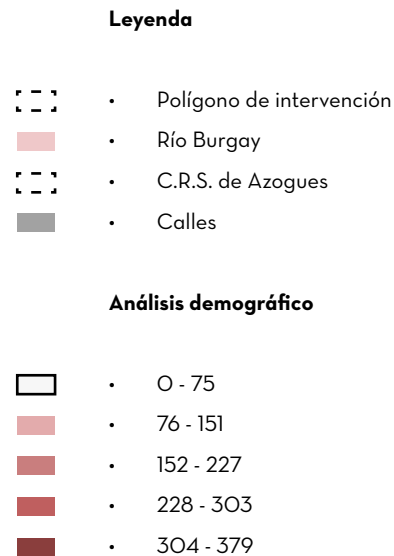 Leyenda
• Polígono de intervención
• Río Burgay
• C.R.S. de Azogues
• Calles
Análisis demográfico
• 0 - 75
• 76 - 151
• 152 - 227
• 228 - 303
• 304 - 379